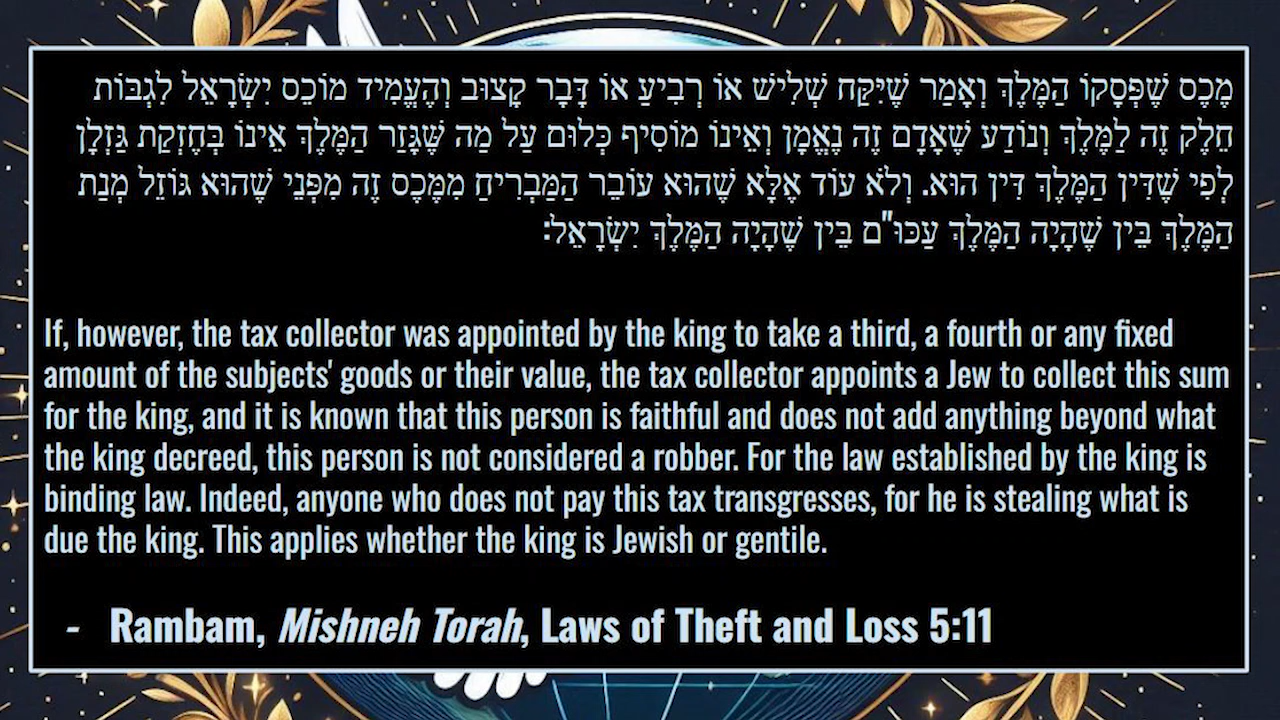 מֶכֶס שֶׁפְּסָקוֹ הַמֶּלֶךְ וְאָמַר שֶׁיִּקַּח שְׁלִישׁ אוֹ רְבִיעַ אוֹ דָּבָר קָצוּב וְהֶעֱמִיד מוֹכֵס יִשְׂרָאֵל לִגְבּוֹת
חֵלֶק זֶה לַמֶּלֶךְ וְנוֹדַע שֶׁאָדָם זֶה נֶאֱמָן וְאֵינוֹ מוֹסִיף כְּלוּם עַל מַה שֶּׁגָּזַר הַמֶּלֶךְ אֵינוֹ בְּחֶזְקַת גַּזְלָן
לְפִי שֶׁדִּין הַמֶּלֶךְ דִּין הוּא. וְלֹא עוֹד אֶלָּא שֶׁהוּא עוֹבֵר הַמַּבְרִיחַ מִמֶּכֶס זֶה מִפְּנֵי שֶׁהוּא גּוֹזֵל מְנָת
הַמֶּלֶךְ בֵּין שֶׁהָיָה הַמֶּלֶךְ עַכּוּ"ם בֵּין שֶׁהָיָה הַמֶּלֶךְ יִשְׂרָאֵל:
If, however, the tax collector was appointed by the king to take a third, a fourth or any fixed
amount of the subjects' goods or their value, the tax collector appoints a Jew to collect this sum
for the king, and it is known that this person is faithful and does not add anything beyond what
the king decreed, this person is not considered a robber. For the law established by the king is
binding law. Indeed, anyone who does not pay this tax transgresses, for he is stealing what is
due the king. This applies whether the king is Jewish or gentile.
- Rambam, Mishneh Torah, Laws of Theft and Loss 5:11